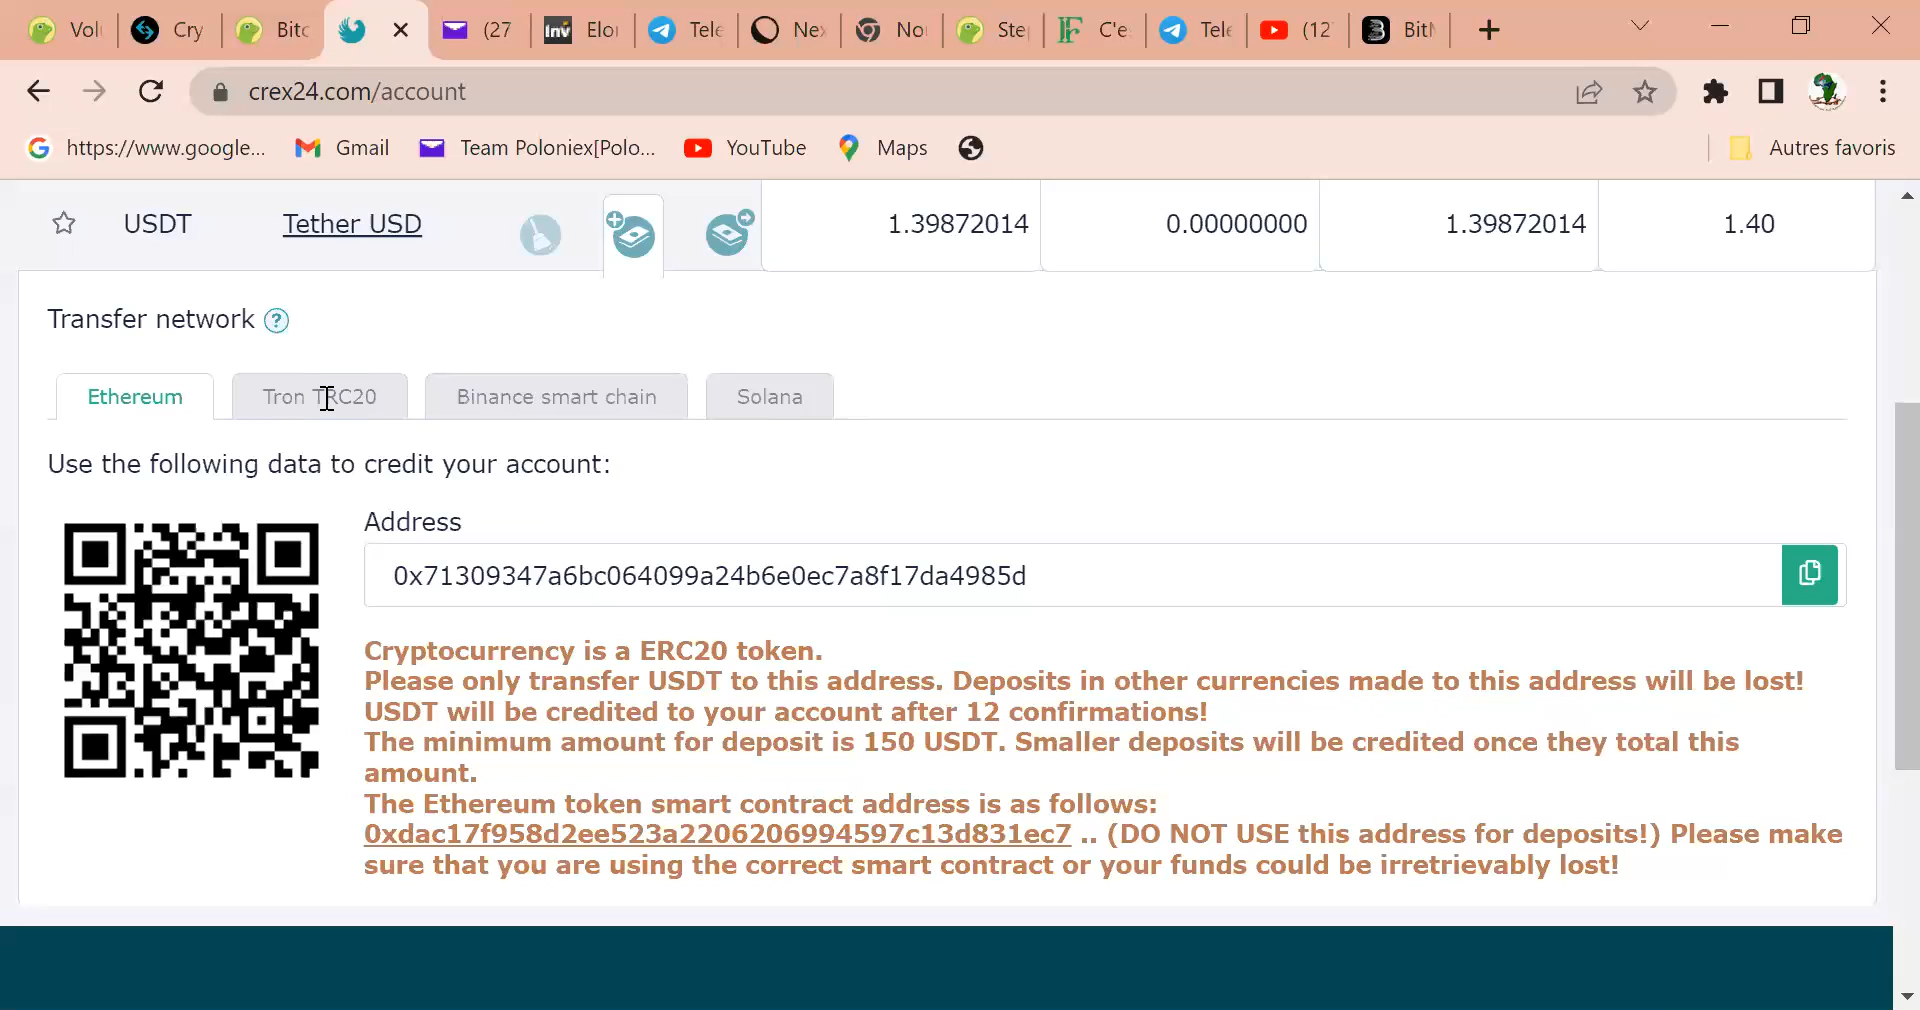 Vol
Cry
Bitc
(27
Inv
Elo
Tele
Ne
No
Ste
C'e
Tele
(12
Bit
crex24.com/account
https://www.google...
Gmail
Team Poloniex[Polo...
YouTube
Maps
Autres favoris
USDT Tether USD 1.39872014 0.00000000 1.39872014 1.40
Transfer network ?
Ethereum Tron TRC20 Binance smart chain Solana
Use the following data to credit your account:
Address
0x71309347a6bc064099a24b6e0ec7a8f17da4985d
Cryptocurrency is a ERC20 token.
Please only transfer USDT to this address. Deposits in other currencies made to this address will be lost!
USDT will be credited to your account after 12 confirmations!
The minimum amount for deposit is 150 USDT. Smaller deposits will be credited once they total this
amount.
The Ethereum token smart contract address is as follows:
0xdac17f958d2ee523a2206206994597c13d831ec7 .. (DO NOT USE this address for deposits!) Please make
sure that you are using the correct smart contract or your funds could be irretrievably lost!